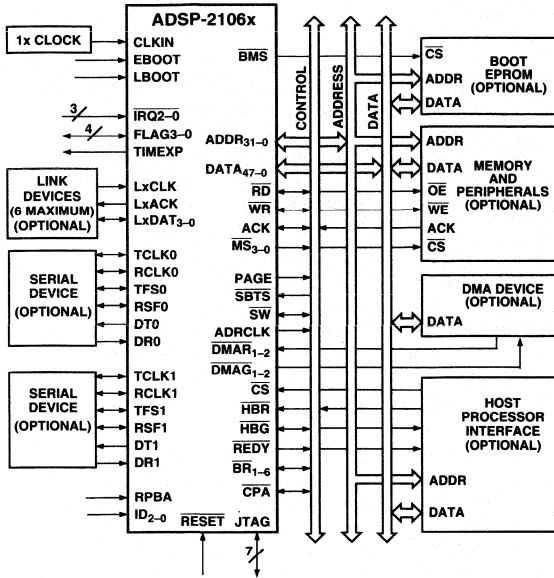 ADSP-2106x
1x CLOCK
CLKIN
EBOOT
LBOOT
3
IRQ2–0
4
FLAG3–0
TIMEXP
LINK
DEVICES
(6 MAXIMUM)
(OPTIONAL)
LxCLK
LxACK
LxDAT3–0
SERIAL
DEVICE
(OPTIONAL)
TCLK0
RCLK0
TFS0
RSF0
DT0
DR0
SERIAL
DEVICE
(OPTIONAL)
TCLK1
RCLK1
TFS1
RSF1
DT1
DR1
RPBA
ID2–0
RESET
JTAG
7
BMS
ADDR31–0
DATA47–0
RD
WR
ACK
MS3–0
PAGE
SBTS
SW
ADRCLK
DMAR1–2
DMAG1–2
CS
HBR
HBG
REDY
BR1–6
CPA
CONTROL
ADDRESS
DATA
CS
BOOT
EPROM
(OPTIONAL)
ADDR
DATA
ADDR
DATA
MEMORY
AND
PERIPHERALS
(OPTIONAL)
OE
WE
ACK
CS
DMA DEVICE
(OPTIONAL)
DATA
HOST
PROCESSOR
INTERFACE
(OPTIONAL)
ADDR
DATA